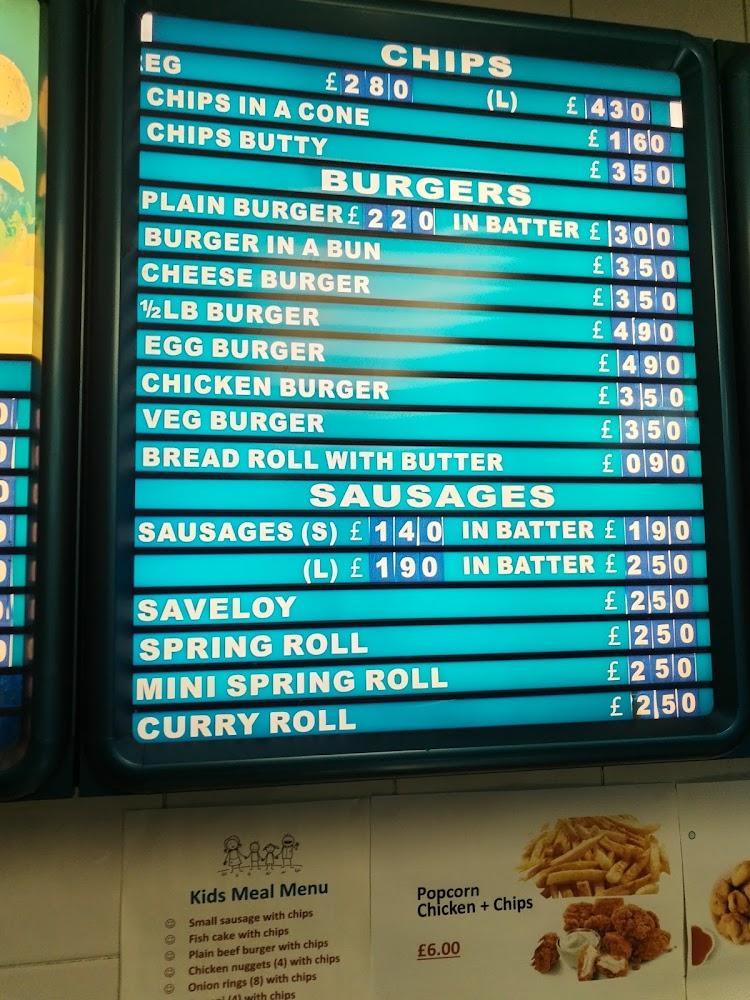 CHIPS
REG £280 (L) £430
CHIPS IN A CONE £160
CHIPS BUTTY £350
BURGERS
PLAIN BURGER £220 IN BATTER £300
BURGER IN A BUN £350
CHEESE BURGER £350
½LB BURGER £490
EGG BURGER £490
CHICKEN BURGER £350
VEG BURGER £350
BREAD ROLL WITH BUTTER £090
SAUSAGES
SAUSAGES (S) £140 IN BATTER £190
(L) £190 IN BATTER £250
SAVELOY £250
SPRING ROLL £250
MINI SPRING ROLL £250
CURRY ROLL £250
Kids Meal Menu
Small sausage with chips
Fish cake with chips
Plain beef burger with chips
Chicken nuggets (4) with chips
Onion rings (8) with chips
(4) with chips
Popcorn
Chicken + Chips
£6.00